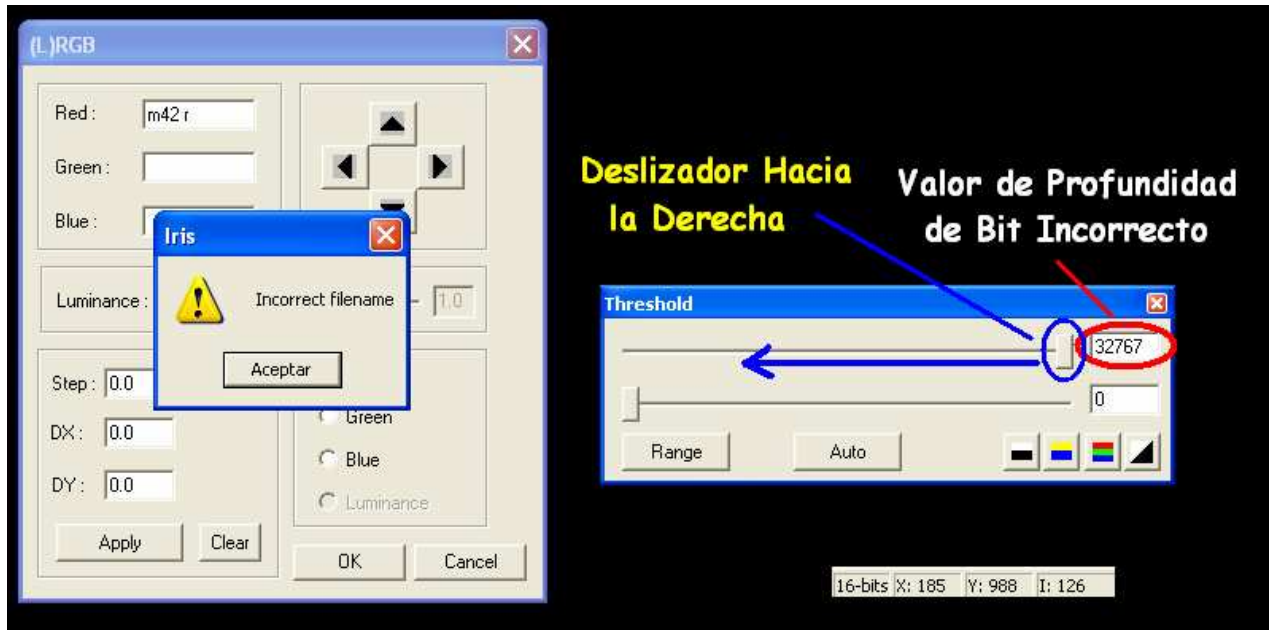 (L)RGB
Red : m42 r
Green :
Blue :
Iris
Incorrect filename
Aceptar
Luminance : 1.0
Step : 0.0
DX : 0.0
DY : 0.0
Green
Blue
Luminance
Apply Clear
OK Cancel
Deslizador Hacia
la Derecha
Valor de Profundidad
de Bit Incorrecto
Threshold
32767
0
Range Auto
16-bits X: 185 Y: 988 I: 126